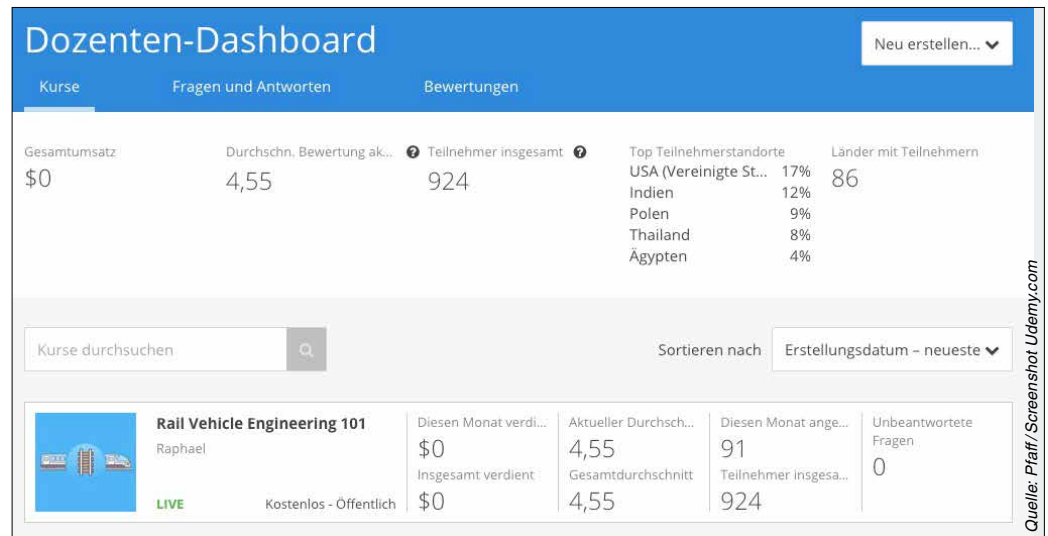 Dozenten-Dashboard
Neu erstellen...
Kurse
Fragen und Antworten
Bewertungen
Gesamtumsatz
$0
Durchschn. Bewertung ak...
4,55
Teilnehmer insgesamt
924
Top Teilnehmerstandorte
USA (Vereinigte St... 17%
Indien 12%
Polen 9%
Thailand 8%
Ägypten 4%
Länder mit Teilnehmern
86
Kurse durchsuchen
Sortieren nach
Erstellungsdatum – neueste
Rail Vehicle Engineering 101
Raphael
LIVE
Kostenlos - Öffentlich
Diesen Monat verdi...
$0
Insgesamt verdient
$0
Aktueller Durchsch...
4,55
Gesamtdurchschnitt
4,55
Diesen Monat ange...
91
Teilnehmer insgesa...
924
Unbeantwortete
Fragen
0
Quelle: Pfaff/Screenshot Udemy.com